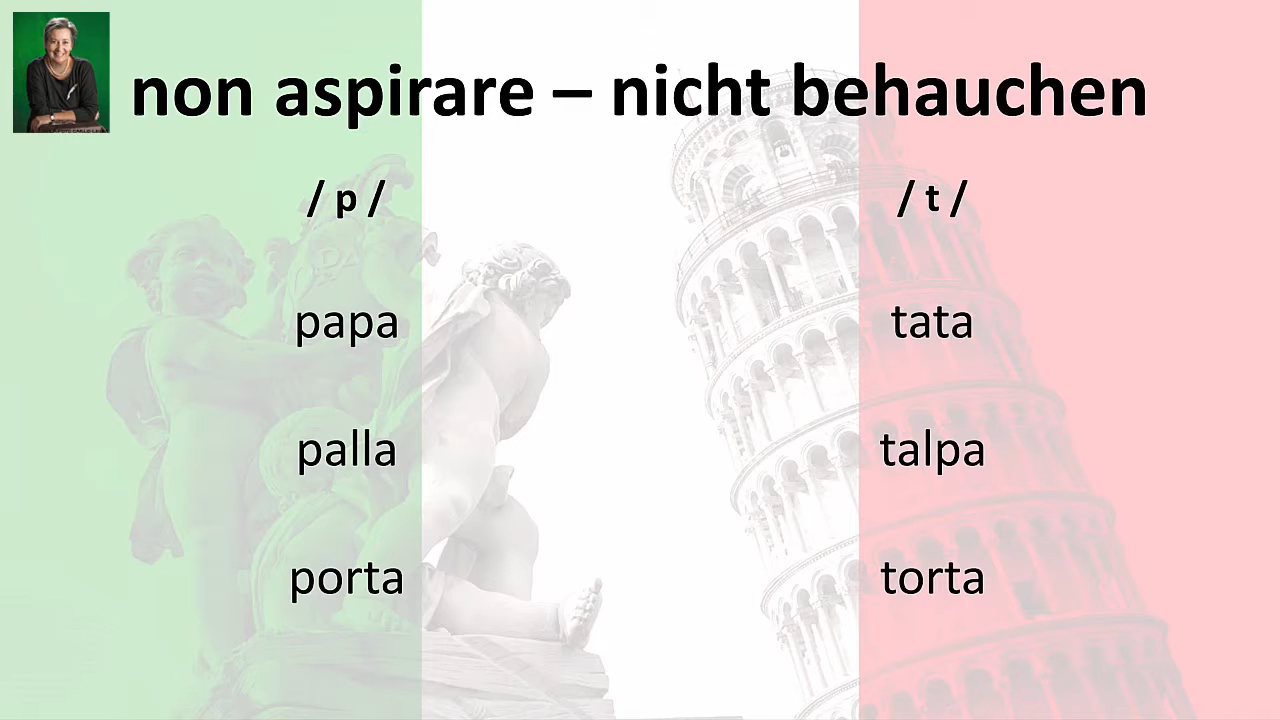 non aspirare – nicht behauchen
/ p /
/ t /
papa
tata
palla
talpa
porta
torta